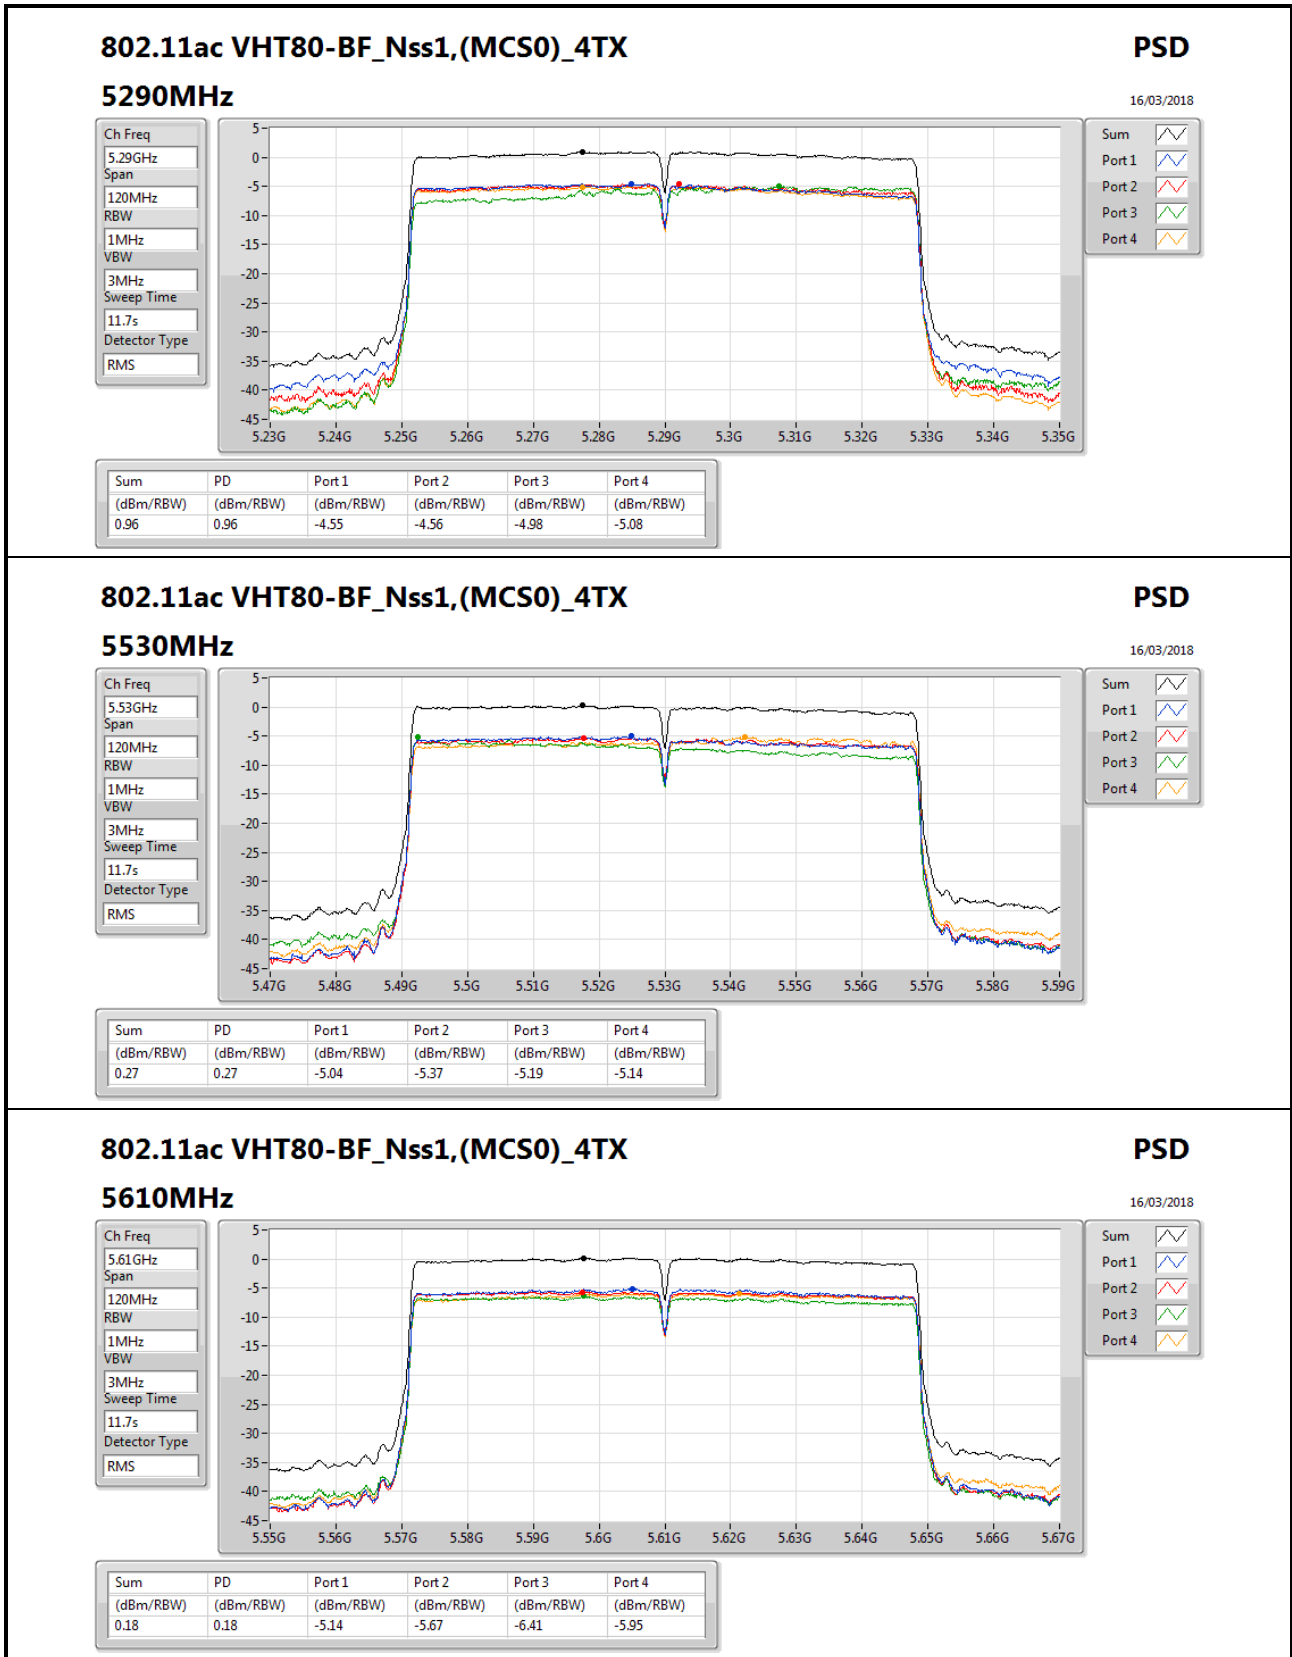 802.11ac VHT80-BF_Nss1,(MCS0)_4TX PSD
5290MHz 16/03/2018
Ch Freq
5.29GHz
Span
120MHz
RBW
1MHz
VBW
3MHz
Sweep Time
11.7s
Detector Type
RMS
5
0
-5
-10
-15
-20
-25
-30
-35
-40
-45
5.23G 5.24G 5.25G 5.26G 5.27G 5.28G 5.29G 5.3G 5.31G 5.32G 5.33G 5.34G 5.35G
Sum
Port 1
Port 2
Port 3
Port 4
Sum PD Port 1 Port 2 Port 3 Port 4
(dBm/RBW) (dBm/RBW) (dBm/RBW) (dBm/RBW) (dBm/RBW) (dBm/RBW)
0.96 0.96 -4.55 -4.56 -4.98 -5.08
802.11ac VHT80-BF_Nss1,(MCS0)_4TX PSD
5530MHz 16/03/2018
Ch Freq
5.53GHz
Span
120MHz
RBW
1MHz
VBW
3MHz
Sweep Time
11.7s
Detector Type
RMS
5
0
-5
-10
-15
-20
-25
-30
-35
-40
-45
5.47G 5.48G 5.49G 5.5G 5.51G 5.52G 5.53G 5.54G 5.55G 5.56G 5.57G 5.58G 5.59G
Sum
Port 1
Port 2
Port 3
Port 4
Sum PD Port 1 Port 2 Port 3 Port 4
(dBm/RBW) (dBm/RBW) (dBm/RBW) (dBm/RBW) (dBm/RBW) (dBm/RBW)
0.27 0.27 -5.04 -5.37 -5.19 -5.14
802.11ac VHT80-BF_Nss1,(MCS0)_4TX PSD
5610MHz 16/03/2018
Ch Freq
5.61GHz
Span
120MHz
RBW
1MHz
VBW
3MHz
Sweep Time
11.7s
Detector Type
RMS
5
0
-5
-10
-15
-20
-25
-30
-35
-40
-45
5.55G 5.56G 5.57G 5.58G 5.59G 5.6G 5.61G 5.62G 5.63G 5.64G 5.65G 5.66G 5.67G
Sum
Port 1
Port 2
Port 3
Port 4
Sum PD Port 1 Port 2 Port 3 Port 4
(dBm/RBW) (dBm/RBW) (dBm/RBW) (dBm/RBW) (dBm/RBW) (dBm/RBW)
0.18 0.18 -5.14 -5.67 -6.41 -5.95